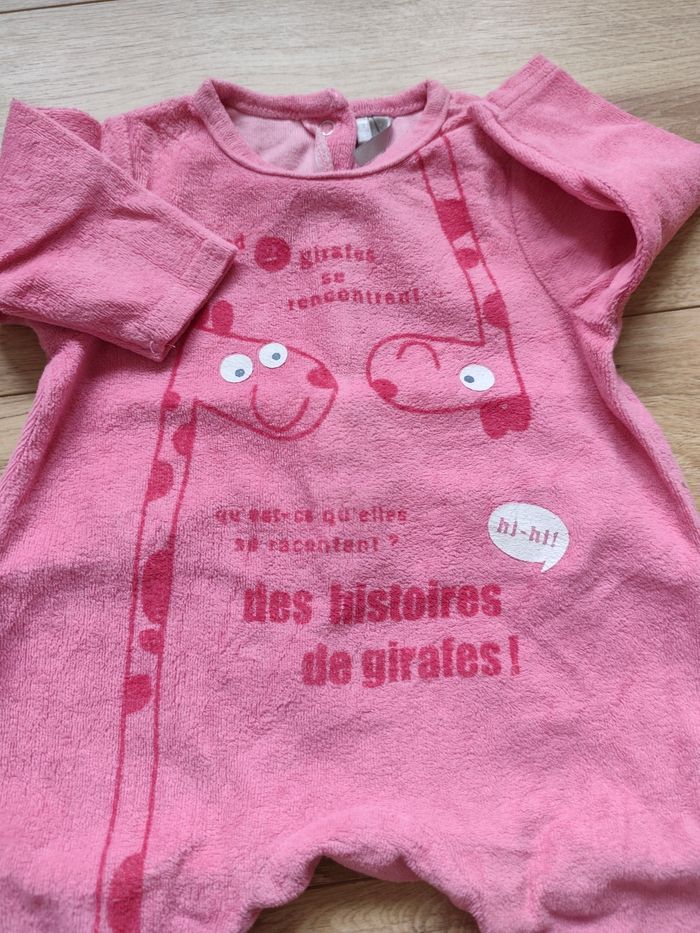 d 2 girafes
se
rencontrent...
qu'est-ce qu'elles
se racontent ?
hi-hi!
des histoires
de girafes !